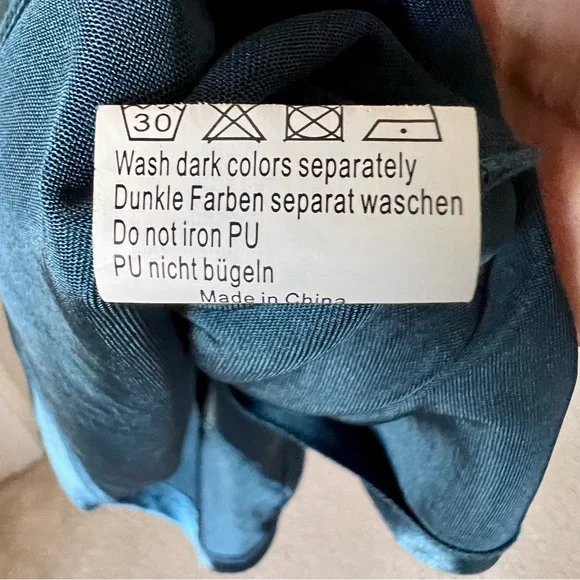 30
Wash dark colors separately
Dunkle Farben separat waschen
Do not iron PU
PU nicht bügeln
Made in China